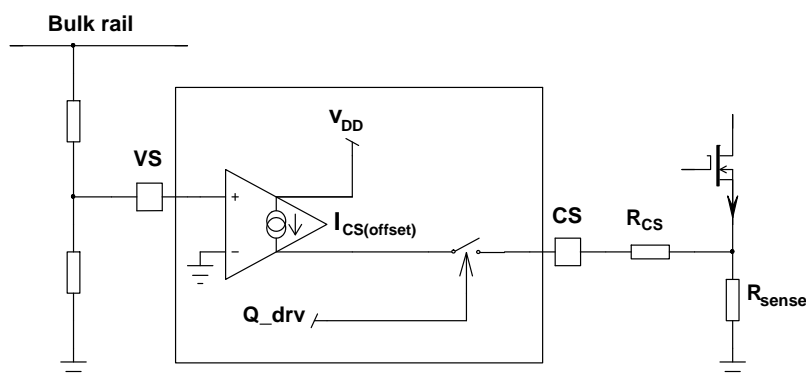 Bulk rail
VDD
VS
+
ICS(offset)
CS
RCS
−
Rsense
Q_drv